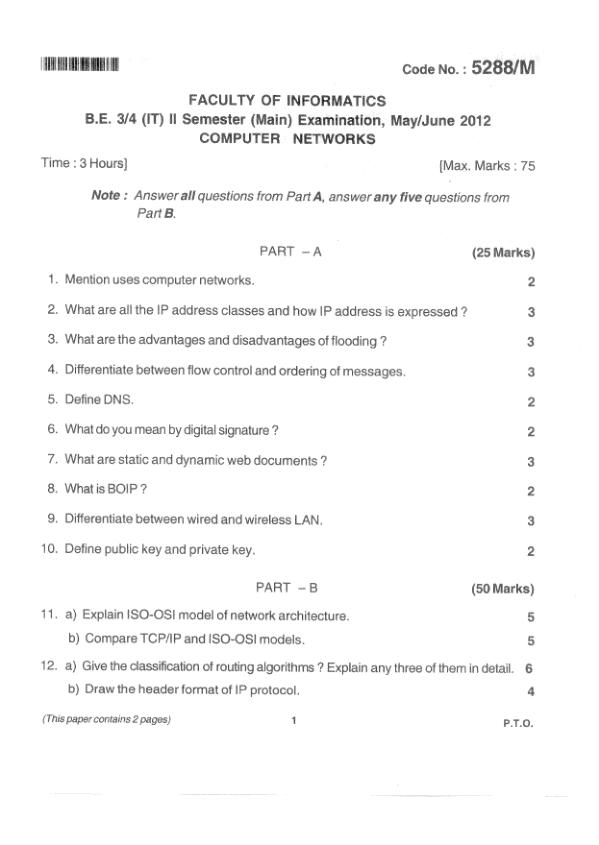 Code No. : 5288/M
FACULTY OF INFORMATICS
B.E. 3/4 (IT) II Semester (Main) Examination, May/June 2012
COMPUTER NETWORKS
Time : 3 Hours] [Max. Marks : 75
Note : Answer all questions from Part A, answer any five questions from
Part B.
PART – A (25 Marks)
1. Mention uses computer networks. 2
2. What are all the IP address classes and how IP address is expressed ? 3
3. What are the advantages and disadvantages of flooding ? 3
4. Differentiate between flow control and ordering of messages. 3
5. Define DNS. 2
6. What do you mean by digital signature ? 2
7. What are static and dynamic web documents ? 3
8. What is BOIP ? 2
9. Differentiate between wired and wireless LAN. 3
10. Define public key and private key. 2
PART – B (50 Marks)
11. a) Explain ISO-OSI model of network architecture. 5
b) Compare TCP/IP and ISO-OSI models. 5
12. a) Give the classification of routing algorithms ? Explain any three of them in detail. 6
b) Draw the header format of IP protocol. 4
(This paper contains 2 pages) 1 P.T.O.